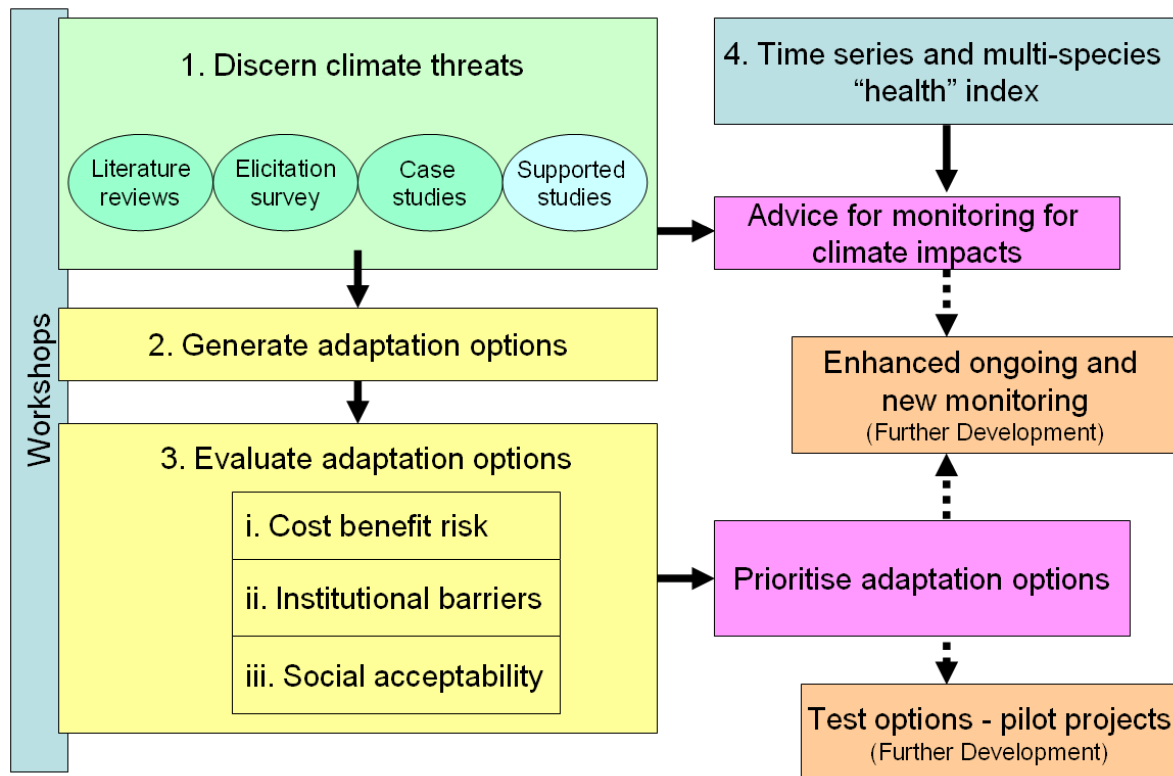 Workshops
1. Discern climate threats
Literature
reviews
Elicitation
survey
Case
studies
Supported
studies
2. Generate adaptation options
3. Evaluate adaptation options
i. Cost benefit risk
ii. Institutional barriers
iii. Social acceptability
4. Time series and multi-species
“health” index
Advice for monitoring for
climate impacts
Enhanced ongoing and
new monitoring
(Further Development)
Prioritise adaptation options
Test options - pilot projects
(Further Development)